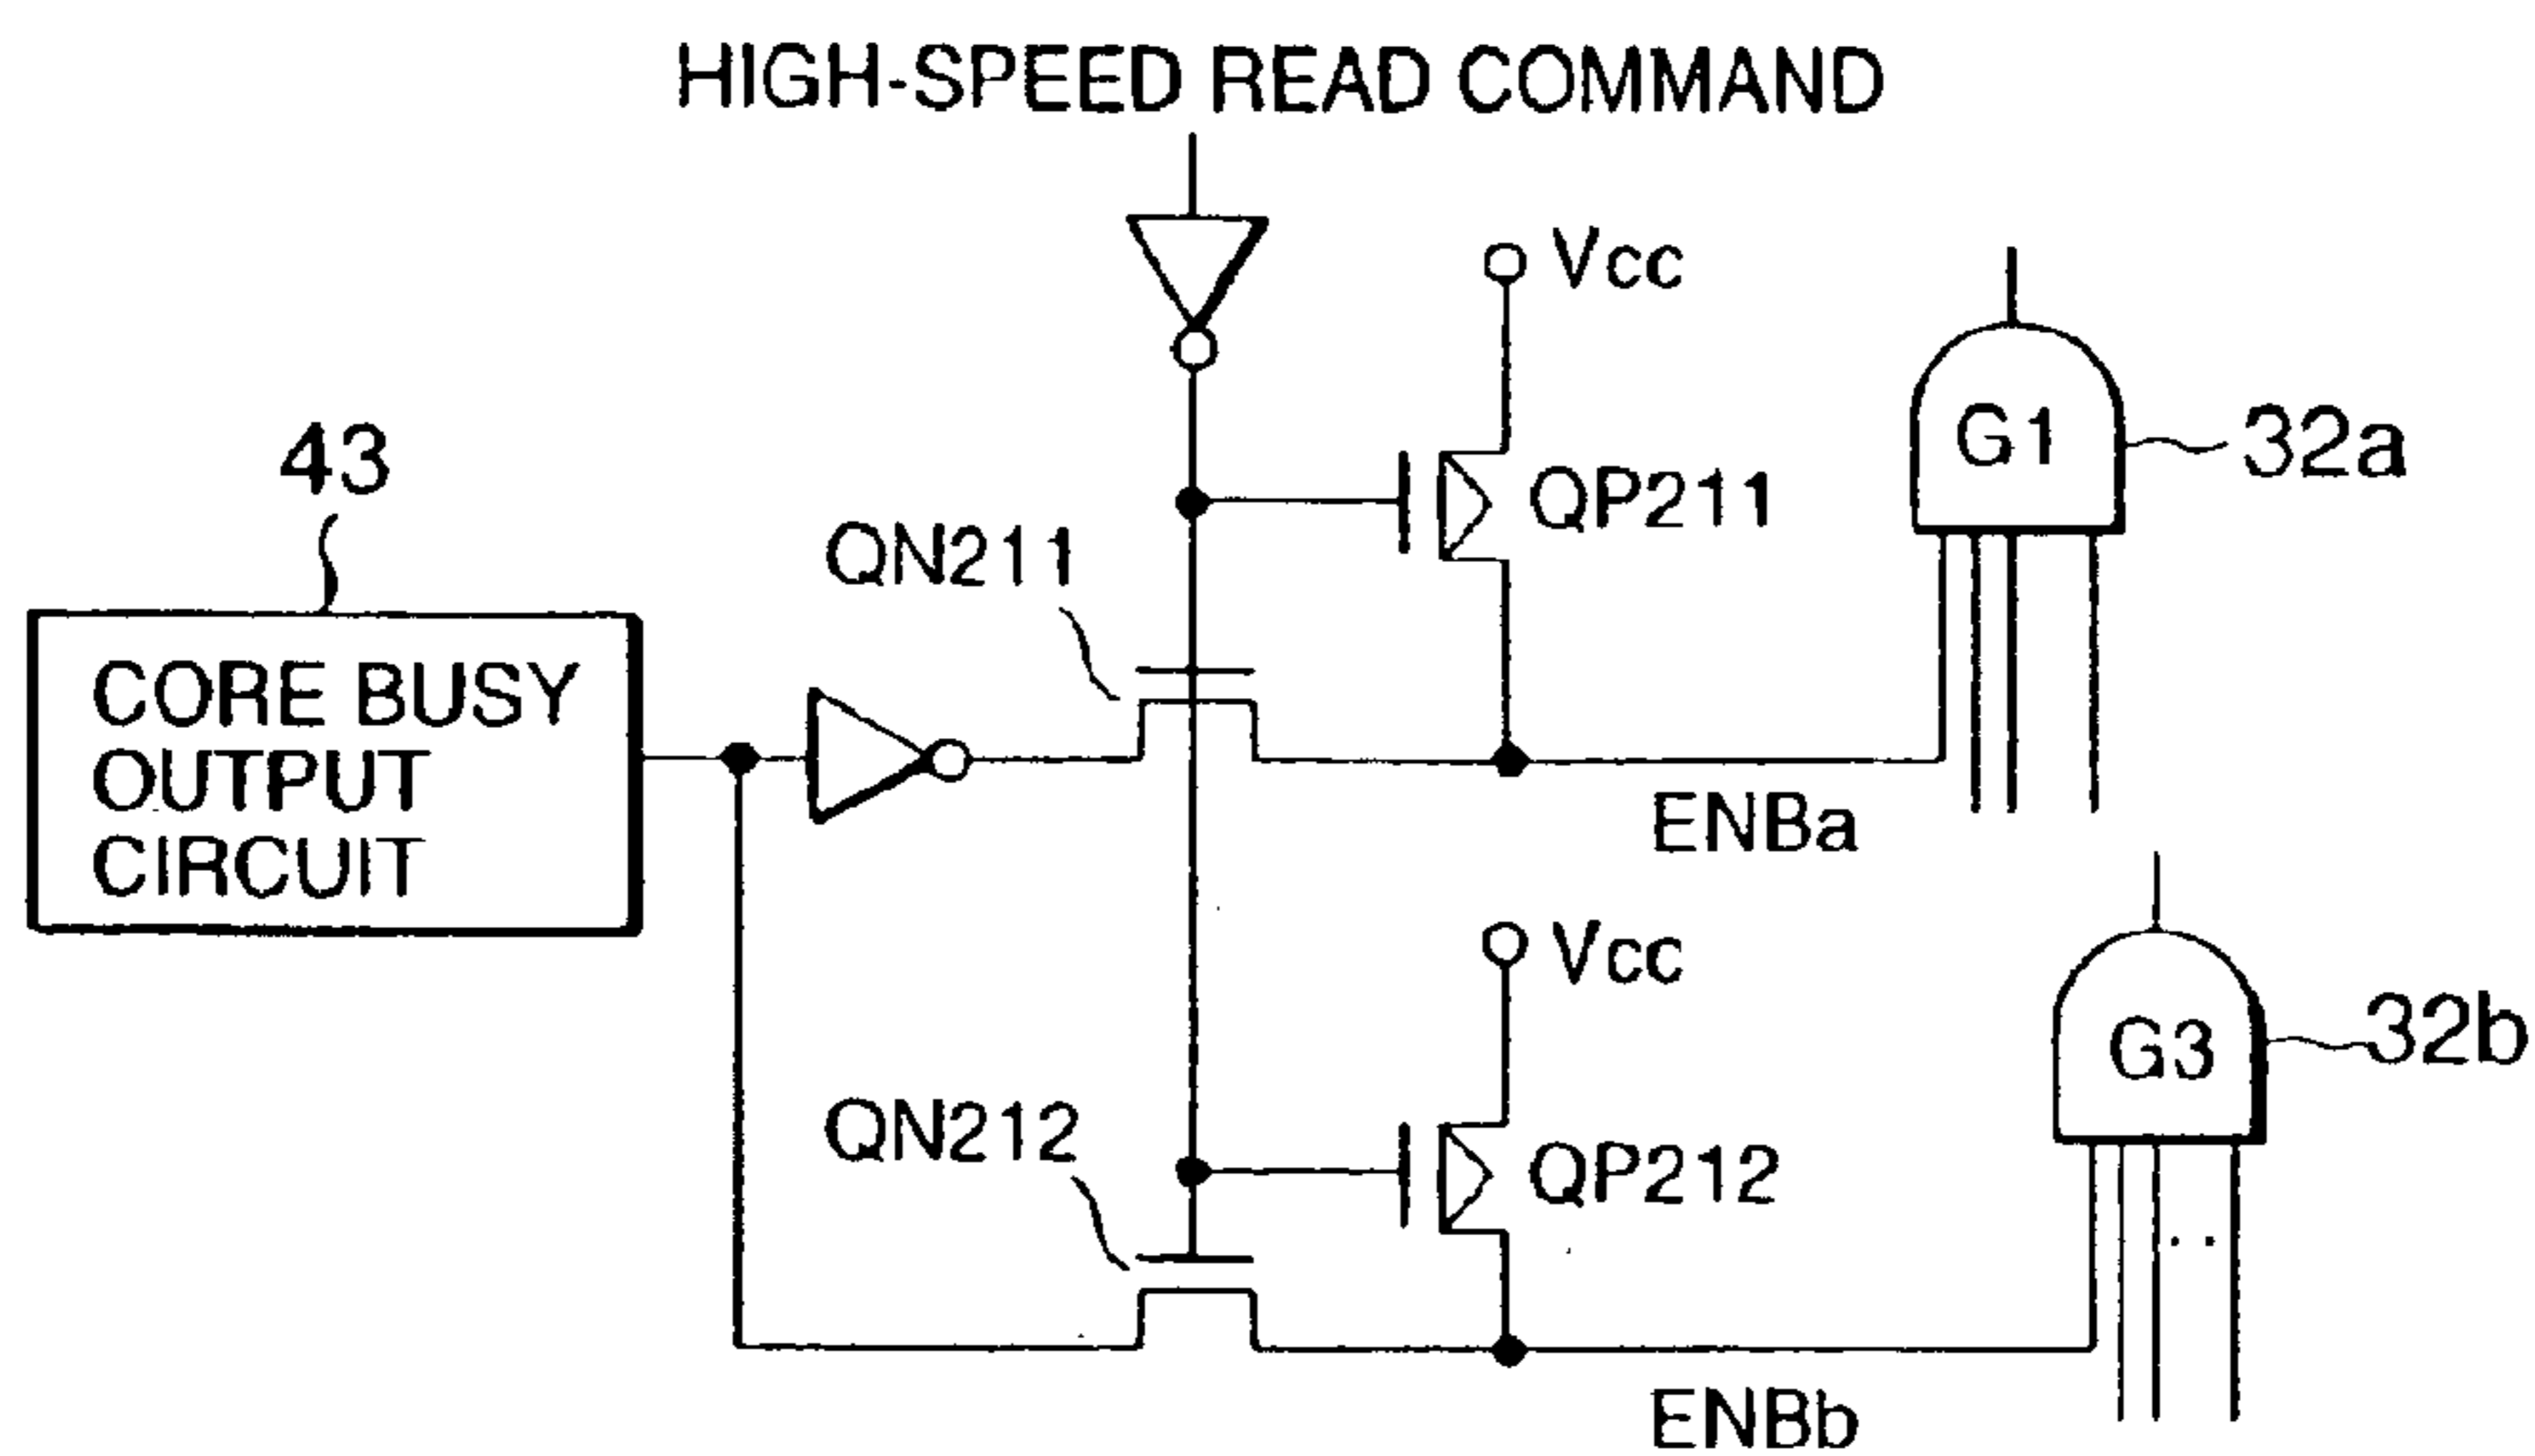 HIGH-SPEED READ COMMAND
Vcc
G1
32a
43
QN211
QP211
CORE BUSY
OUTPUT
CIRCUIT
ENBa
Vcc
G3
32b
QN212
QP212
ENBb